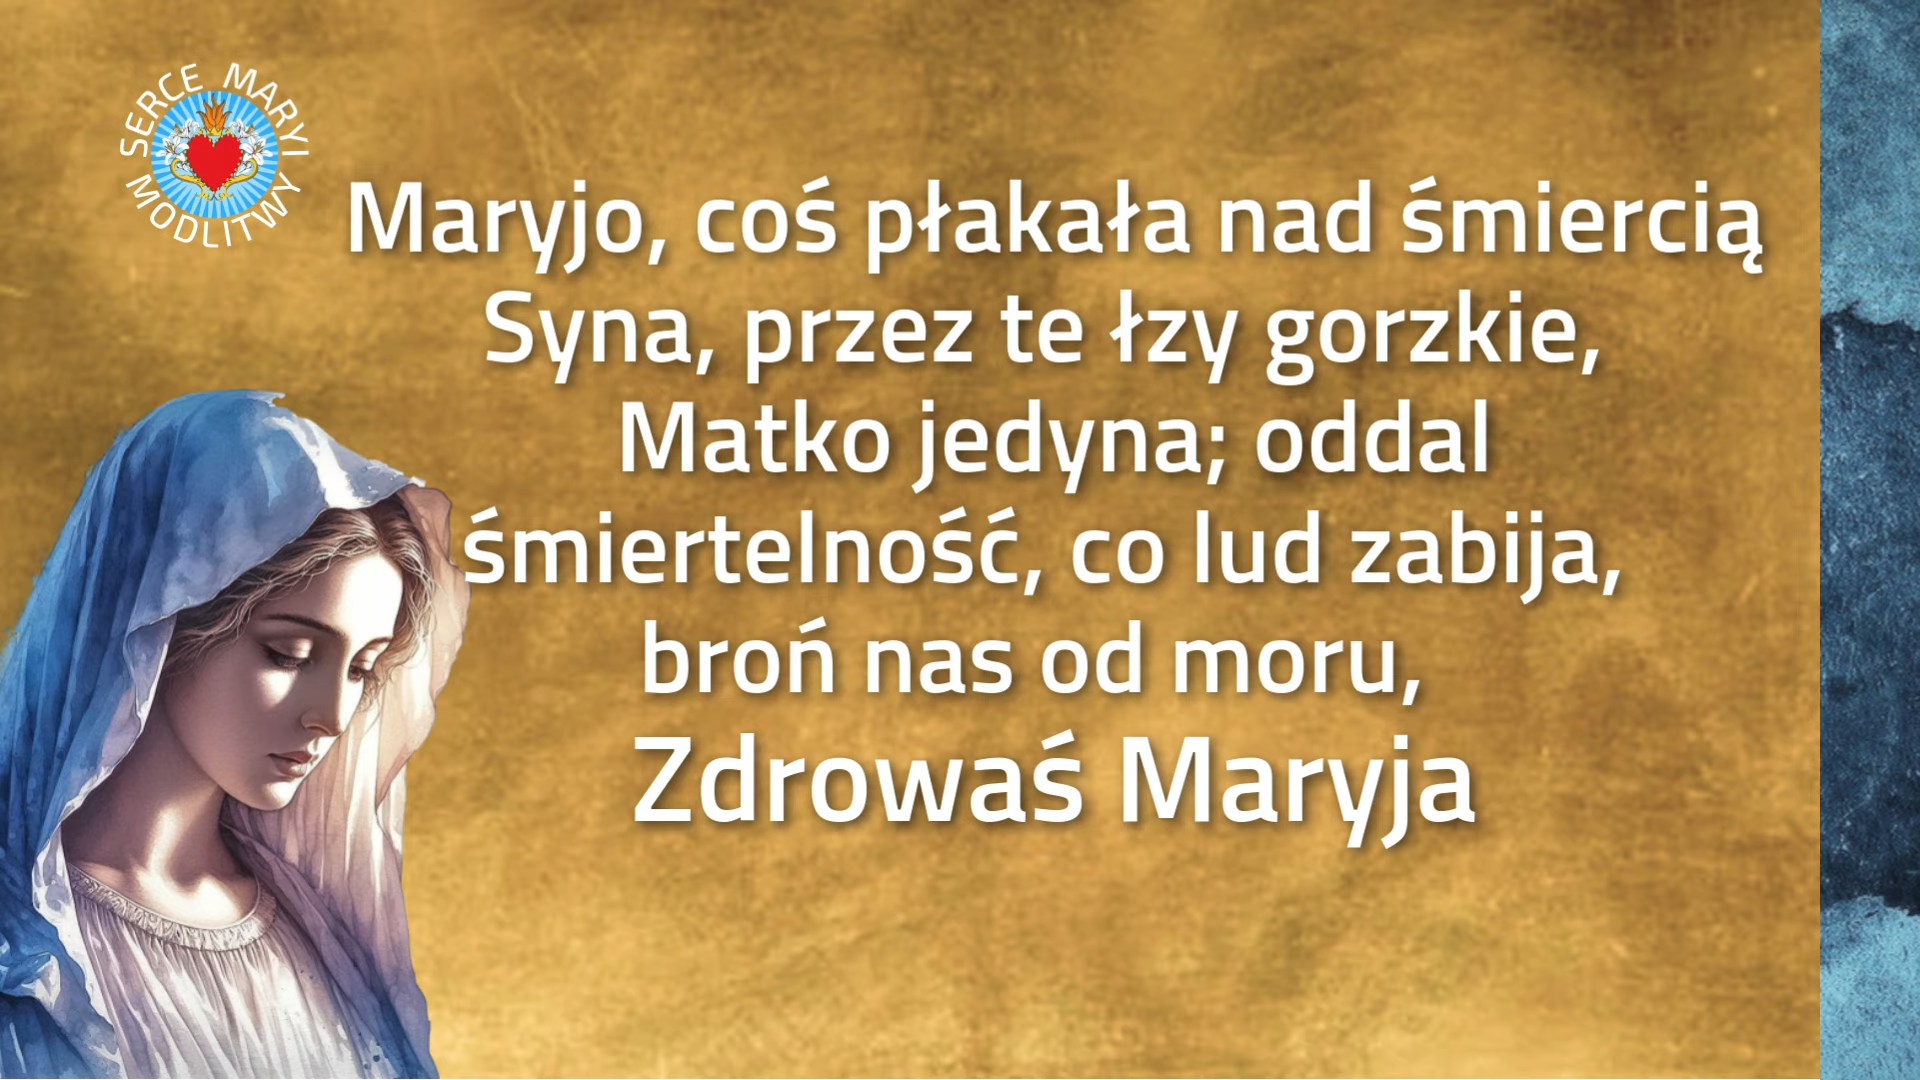 SERCE MARYI
MODLITWY
Maryjo, coś płakała nad śmiercią
Syna, przez te łzy gorzkie,
Matko jedyna; oddal
śmiertelność, co lud zabija,
broń nas od moru,
Zdrowaś Maryja